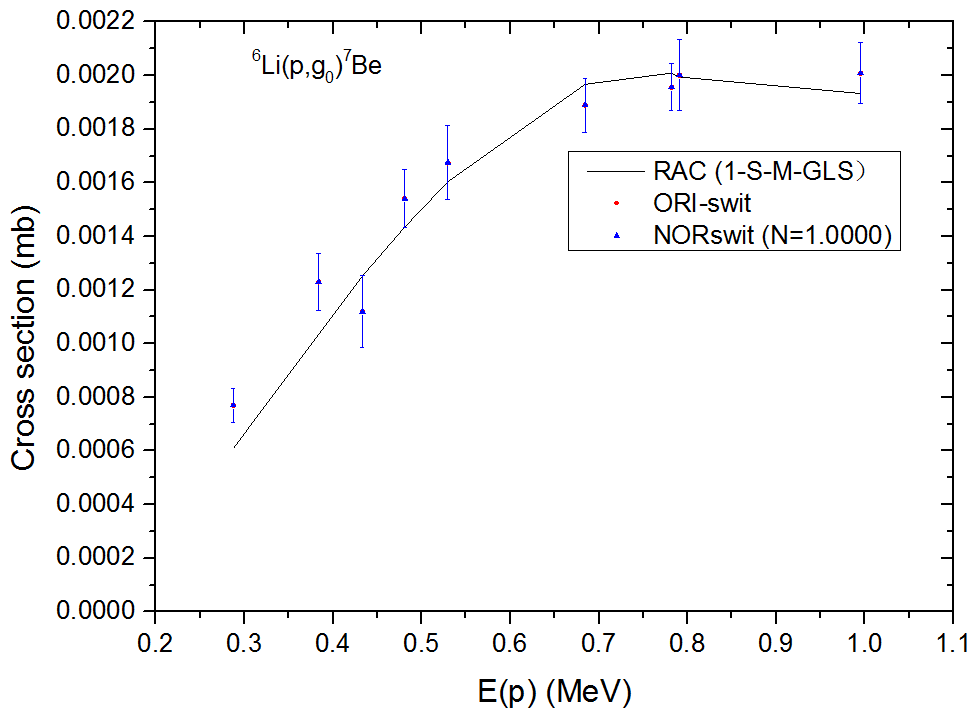 0.0022
⁶Li(p,g₀)⁷Be
0.0020
0.0018
0.0016
0.0014
0.0012
0.0010
0.0008
0.0006
0.0004
0.0002
0.0000
Cross section (mb)
RAC (1-S-M-GLS）
ORI-swit
NORswit (N=1.0000)
0.2 0.3 0.4 0.5 0.6 0.7 0.8 0.9 1.0 1.1
E(p) (MeV)